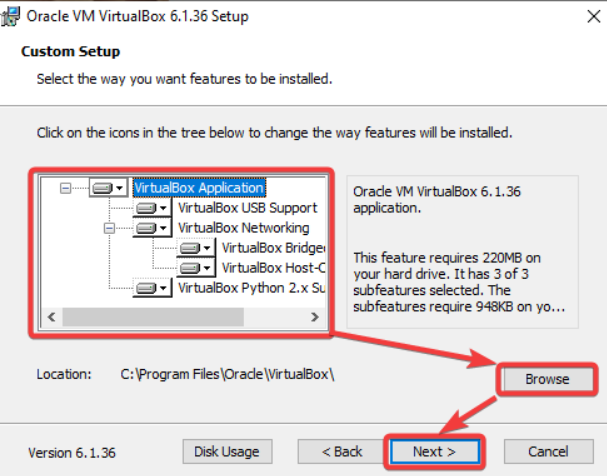 Oracle VM VirtualBox 6.1.36 Setup
Custom Setup
Select the way you want features to be installed.
Click on the icons in the tree below to change the way features will be installed.
VirtualBox Application
VirtualBox USB Support
VirtualBox Networking
VirtualBox Bridge
VirtualBox Host-C
VirtualBox Python 2.x Su
Oracle VM VirtualBox 6.1.36
application.
This feature requires 220MB on
your hard drive. It has 3 of 3
subfeatures selected. The
subfeatures require 948KB on yo...
Location: C:\Program Files\Oracle\VirtualBox\
Browse
Version 6.1.36
Disk Usage
< Back
Next >
Cancel